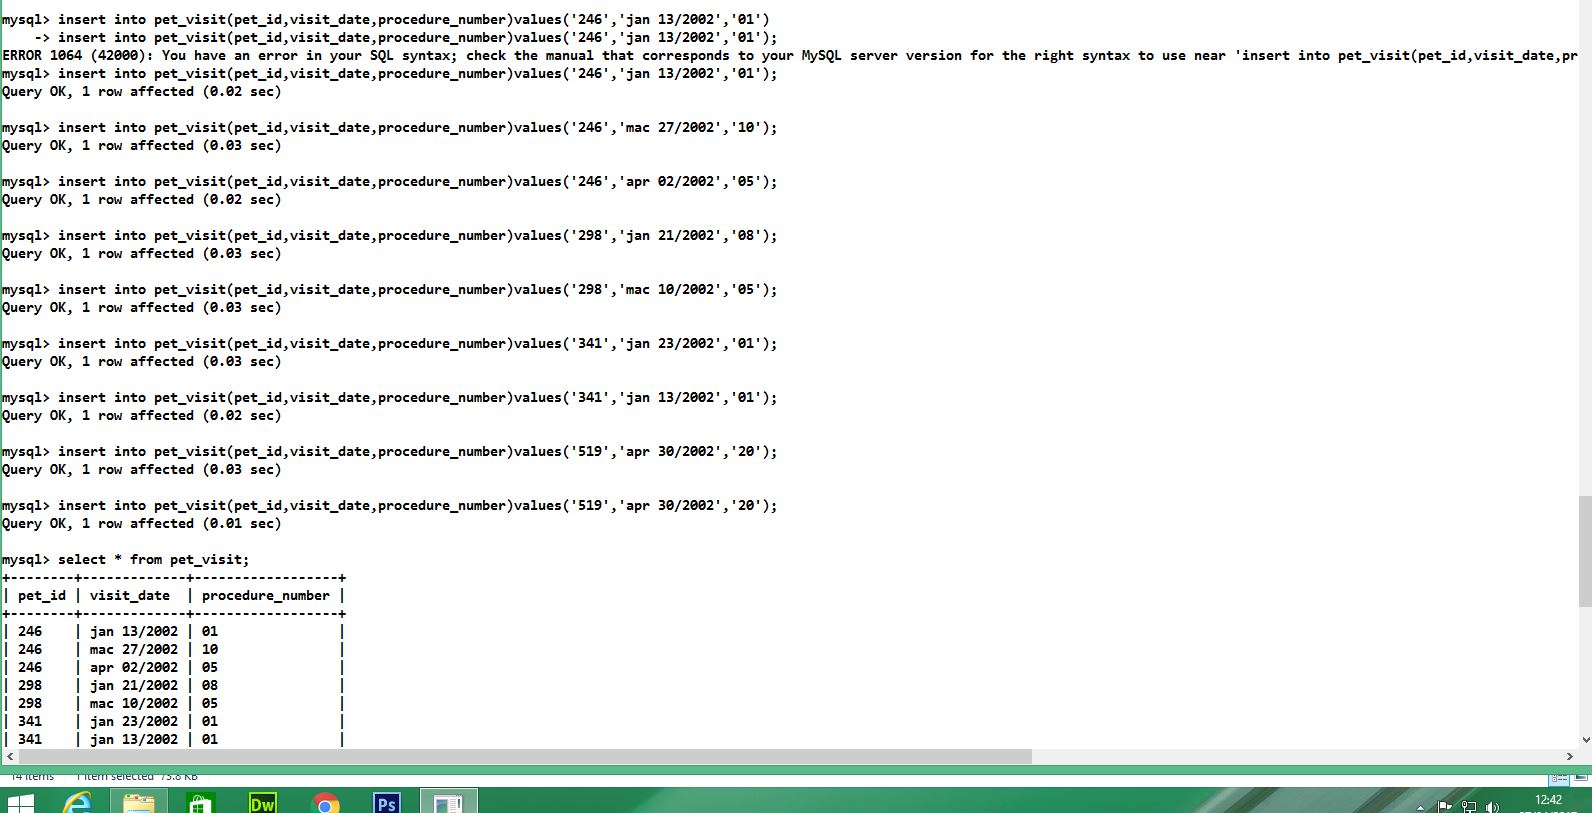 mysql> insert into pet_visit(pet_id,visit_date,procedure_number)values('246','jan 13/2002','01')
    -> insert into pet_visit(pet_id,visit_date,procedure_number)values('246','jan 13/2002','01');
ERROR 1064 (42000): You have an error in your SQL syntax; check the manual that corresponds to your MySQL server version for the right syntax to use near 'insert into pet_visit(pet_id,visit_date,pr
mysql> insert into pet_visit(pet_id,visit_date,procedure_number)values('246','jan 13/2002','01');
Query OK, 1 row affected (0.02 sec)
mysql> insert into pet_visit(pet_id,visit_date,procedure_number)values('246','mac 27/2002','10');
Query OK, 1 row affected (0.03 sec)
mysql> insert into pet_visit(pet_id,visit_date,procedure_number)values('246','apr 02/2002','05');
Query OK, 1 row affected (0.02 sec)
mysql> insert into pet_visit(pet_id,visit_date,procedure_number)values('298','jan 21/2002','08');
Query OK, 1 row affected (0.03 sec)
mysql> insert into pet_visit(pet_id,visit_date,procedure_number)values('298','mac 10/2002','05');
Query OK, 1 row affected (0.03 sec)
mysql> insert into pet_visit(pet_id,visit_date,procedure_number)values('341','jan 23/2002','01');
Query OK, 1 row affected (0.03 sec)
mysql> insert into pet_visit(pet_id,visit_date,procedure_number)values('341','jan 13/2002','01');
Query OK, 1 row affected (0.02 sec)
mysql> insert into pet_visit(pet_id,visit_date,procedure_number)values('519','apr 30/2002','20');
Query OK, 1 row affected (0.03 sec)
mysql> insert into pet_visit(pet_id,visit_date,procedure_number)values('519','apr 30/2002','20');
Query OK, 1 row affected (0.01 sec)
mysql> select * from pet_visit;
+--------+-------------+------------------+
| pet_id | visit_date  | procedure_number |
+--------+-------------+------------------+
| 246    | jan 13/2002 | 01               |
| 246    | mac 27/2002 | 10               |
| 246    | apr 02/2002 | 05               |
| 298    | jan 21/2002 | 08               |
| 298    | mac 10/2002 | 05               |
| 341    | jan 23/2002 | 01               |
| 341    | jan 13/2002 | 01               |
14 items 1 item selected 73.8 KB
Dw Ps 12:42